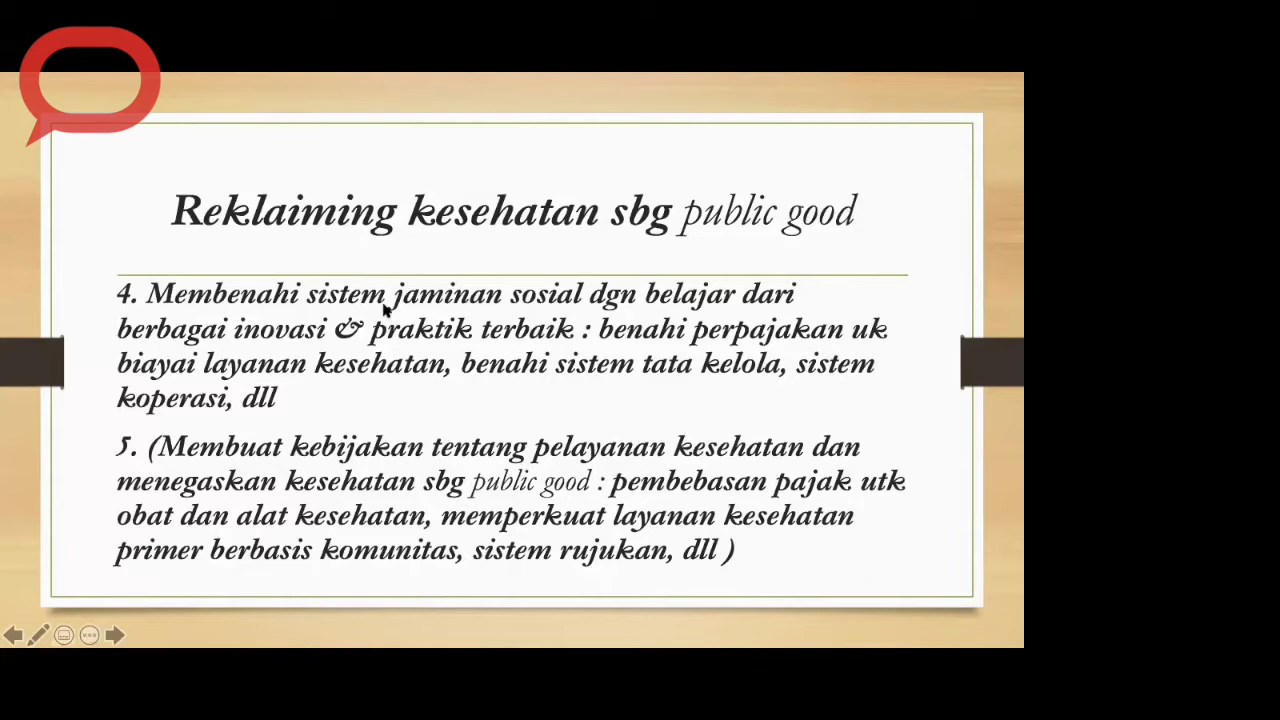 Reklaiming kesehatan sbg public good
4. Membenahi sistem jaminan sosial dgn belajar dari
berbagai inovasi & praktik terbaik : benahi perpajakan uk
biayai layanan kesehatan, benahi sistem tata kelola, sistem
koperasi, dll
5. (Membuat kebijakan tentang pelayanan kesehatan dan
menegaskan kesehatan sbg public good : pembebasan pajak utk
obat dan alat kesehatan, memperkuat layanan kesehatan
primer berbasis komunitas, sistem rujukan, dll )